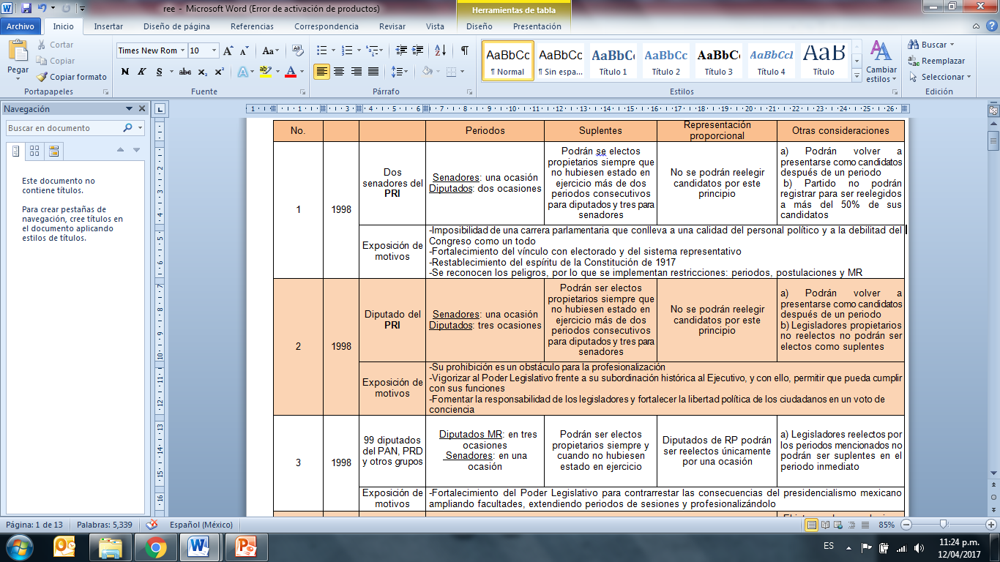 ree - Microsoft Word (Error de activación de productos)
Herramientas de tabla
Archivo Inicio Insertar Diseño de página Referencias Correspondencia Revisar Vista Diseño Presentación
Pegar
Cortar
Copiar
Copiar formato
Portapapeles
Times New Rom 10
N K S abc x₂ x²
Fuente
Párrafo
AaBbCc AaBbCc AaBbC AaBbCc AaBbC AaBbCcI AaB
¶ Normal ¶ Sin espa... Título 1 Título 2 Título 3 Título 4 Título
Estilos
Cambiar
estilos
Buscar
Reemplazar
Seleccionar
Edición
Navegación
Buscar en documento
Este documento no
contiene títulos.
Para crear pestañas de
navegación, cree títulos en
el documento aplicando
estilos de títulos.
No. Periodos Suplentes Representación
proporcional Otras consideraciones
1
1998
Dos
senadores del
PRI
Senadores: una ocasión
Diputados: dos ocasiones
Podrán se electos
propietarios siempre que
no hubiesen estado en
ejercicio más de dos
periodos consecutivos
para diputados y tres para
senadores
No se podrán reelegir
candidatos por este
principio
a) Podrán volver a
presentarse como candidatos
después de un periodo
b) Partido no podrán
registrar para ser reelegidos
a más del 50% de sus
candidatos
Exposición de
motivos
-Imposibilidad de una carrera parlamentaria que conlleva a una calidad del personal político y a la debilitad del
Congreso como un todo
-Fortalecimiento del vínculo con electorado y del sistema representativo
-Restablecimiento del espíritu de la Constitución de 1917
-Se reconocen los peligros, por lo que se implementan restricciones: periodos, postulaciones y MR
2
1998
Diputado del
PRI
Senadores: una ocasión
Diputados: tres ocasiones
Podrán ser electos
propietarios siempre que
no hubiesen estado en
ejercicio más de dos
periodos consecutivos
para diputados y tres para
senadores
No se podrán reelegir
candidatos por este
principio
a) Podrán volver a
presentarse como candidatos
después de un periodo
b) Legisladores propietarios
no reelectos no podrán ser
electos como suplentes
Exposición de
motivos
-Su prohibición es un obstáculo para la profesionalización
-Vigorizar al Poder Legislativo frente a su subordinación histórica al Ejecutivo, y con ello, permitir que pueda cumplir
con sus funciones
-Fomentar la responsabilidad de los legisladores y fortalecer la libertad política de los ciudadanos en un voto de
conciencia
3
1998
99 diputados
del PAN, PRD
y otros grupos
Diputados MR: en tres
ocasiones
Senadores: en una
ocasión
Podrán ser electos
propietarios siempre y
cuando no hubiesen
estado en ejercicio
Diputados de RP podrán
ser reelectos únicamente
por una ocasión
a) Legisladores reelectos por
los periodos mencionados no
podrán ser suplentes en el
periodo inmediato
Exposición de
motivos
-Fortalecimiento del Poder Legislativo para contrarrestar las consecuencias del presidencialismo mexicano
ampliando facultades, extendiendo periodos de sesiones y profesionalizándolo
Página: 1 de 13 Palabras: 5,339 Español (México) 85%
ES
11:24 p.m.
12/04/2017